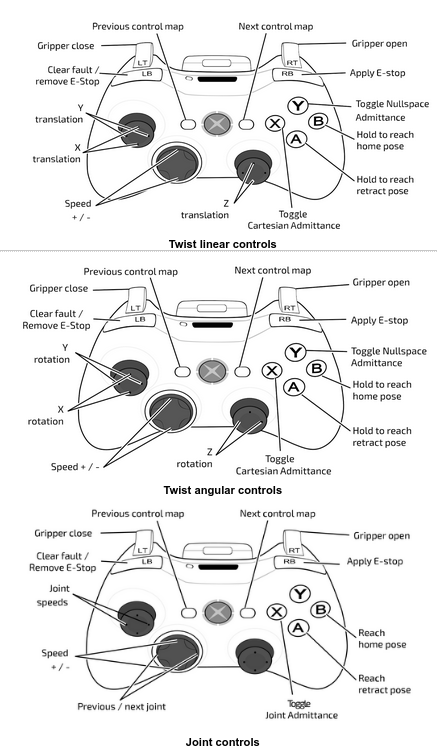 Previous control map
Next control map
Gripper close
Gripper open
LT
RT
Clear fault /
remove E-Stop
LB
RB
Apply E-stop
Y
translation
X
translation
Y
X
B
A
Toggle Nullspace
Admittance
Hold to reach
home pose
Hold to reach
retract pose
Speed
+ / -
Z
translation
Toggle
Cartesian Admittance
Twist linear controls
Previous control map
Next control map
Gripper close
Gripper open
LT
RT
Clear fault /
Remove E-Stop
LB
RB
Apply E-stop
Y
rotation
X
rotation
Y
X
B
A
Toggle Nullspace
Admittance
Hold to reach
home pose
Hold to reach
retract pose
Speed + / -
Z
rotation
Toggle
Cartesian Admittance
Twist angular controls
Previous control map
Next control map
Gripper close
Gripper open
LT
RT
Clear fault /
Remove E-Stop
LB
RB
Apply E-stop
Joint
speeds
Y
X
B
A
Speed
+ / -
Reach
home pose
Reach
retract pose
Previous / next joint
Toggle
Joint Admittance
Joint controls